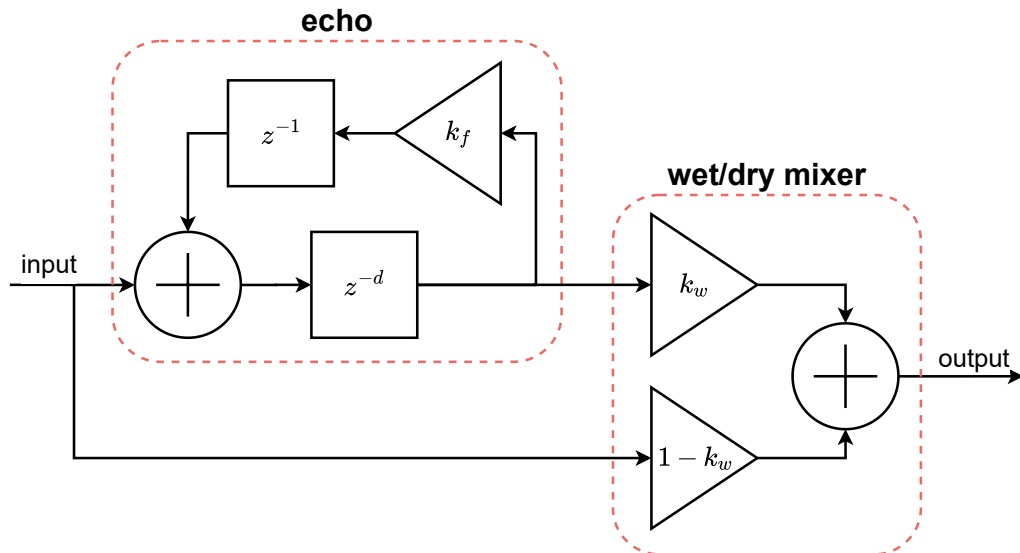 echo
z⁻¹
k_f
wet/dry mixer
input
z⁻ᵈ
k_w
output
1 − k_w